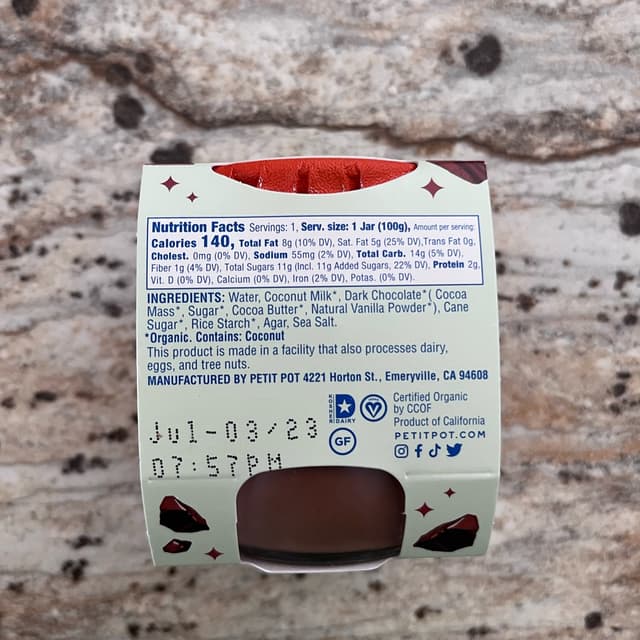 Nutrition Facts Servings: 1, Serv. size: 1 Jar (100g), Amount per serving:
Calories 140, Total Fat 8g (10% DV), Sat. Fat 5g (25% DV),Trans Fat 0g,
Cholest. 0mg (0% DV), Sodium 55mg (2% DV), Total Carb. 14g (5% DV),
Fiber 1g (4% DV), Total Sugars 11g (Incl. 11g Added Sugars, 22% DV), Protein 2g,
Vit. D (0% DV), Calcium (0% DV), Iron (2% DV), Potas. (0% DV).
INGREDIENTS: Water, Coconut Milk*, Dark Chocolate*( Cocoa
Mass*, Sugar*, Cocoa Butter*, Natural Vanilla Powder*), Cane
Sugar*, Rice Starch*, Agar, Sea Salt.
*Organic. Contains: Coconut
This product is made in a facility that also processes dairy,
eggs, and tree nuts.
MANUFACTURED BY PETIT POT 4221 Horton St., Emeryville, CA 94608
KOSHER
D
DAIRY
V
Certified Organic
by CCOF
Product of California
GF
PETITPOT.COM
Jul-03/23
07:57PM